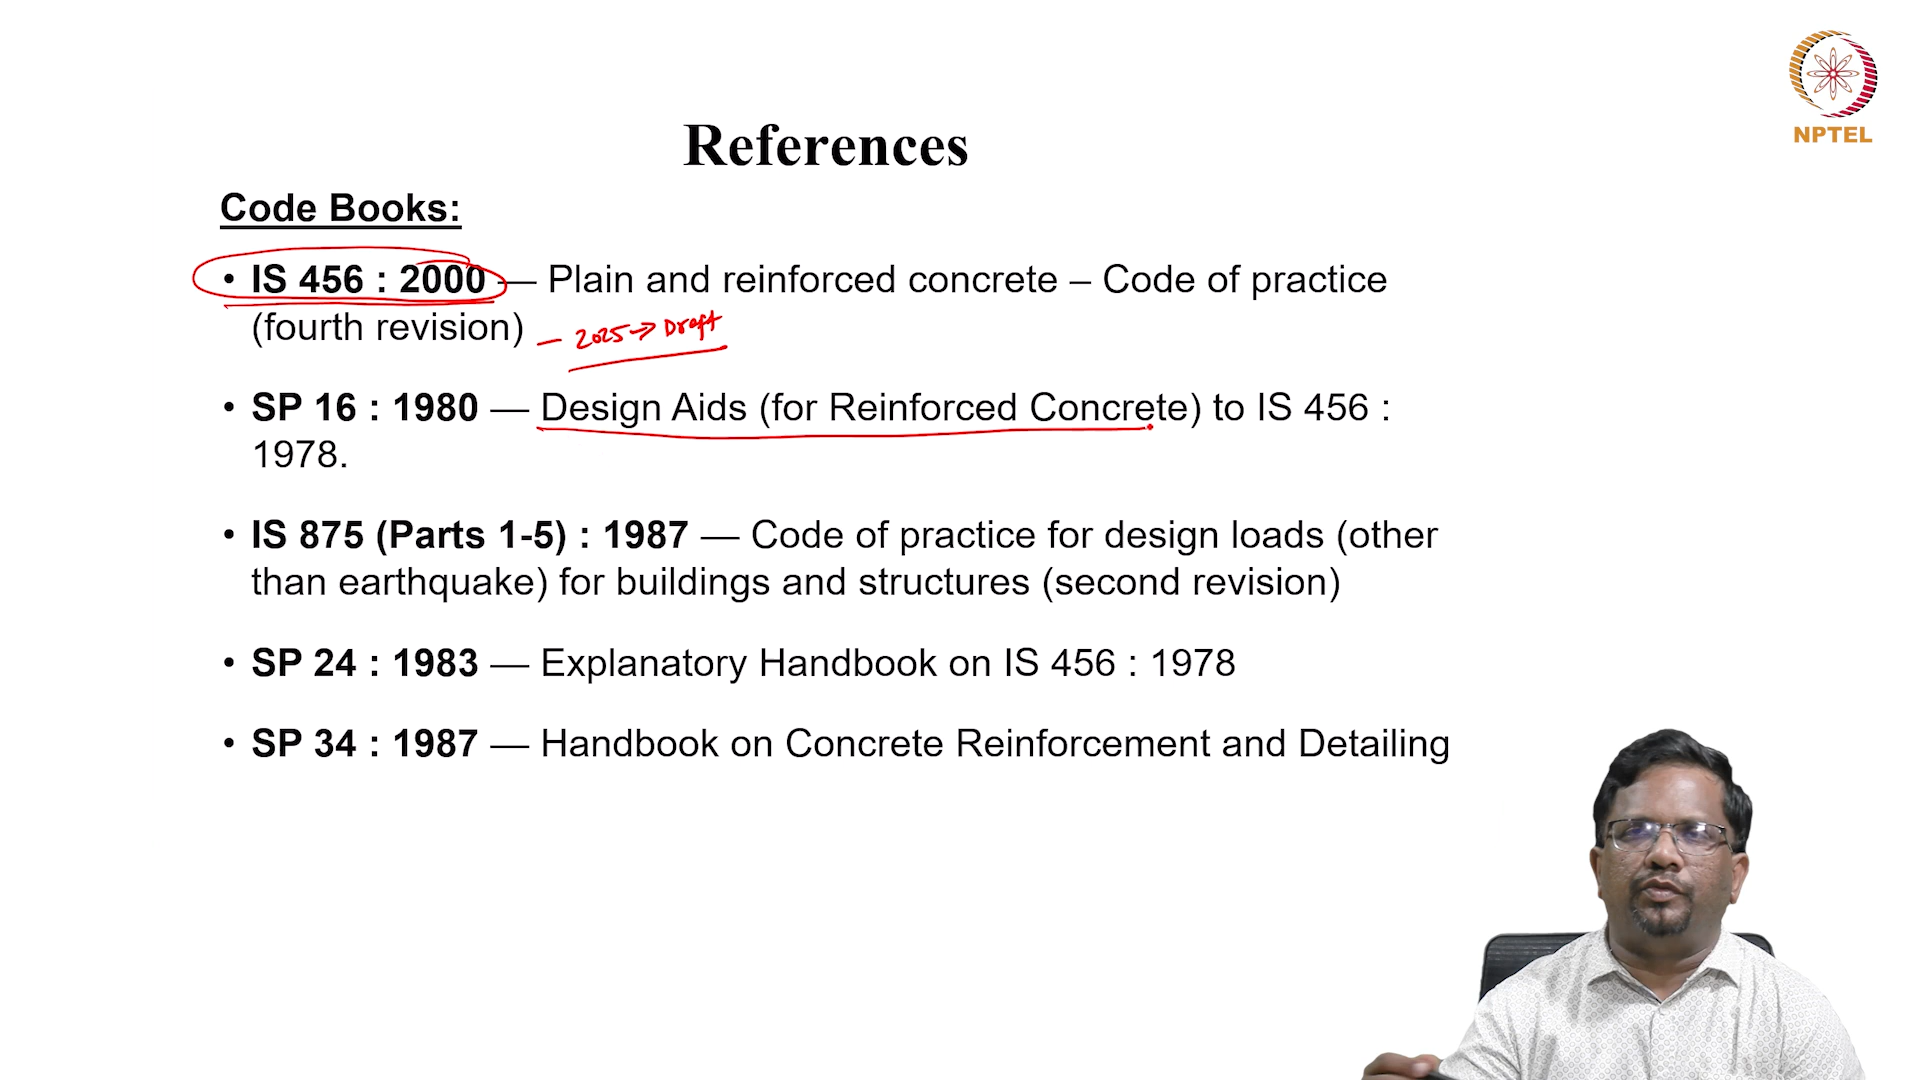 NPTEL
References
Code Books:
• IS 456 : 2000 — Plain and reinforced concrete – Code of practice
(fourth revision) – 2025 → Draft
• SP 16 : 1980 — Design Aids (for Reinforced Concrete) to IS 456 :
1978.
• IS 875 (Parts 1-5) : 1987 — Code of practice for design loads (other
than earthquake) for buildings and structures (second revision)
• SP 24 : 1983 — Explanatory Handbook on IS 456 : 1978
• SP 34 : 1987 — Handbook on Concrete Reinforcement and Detailing